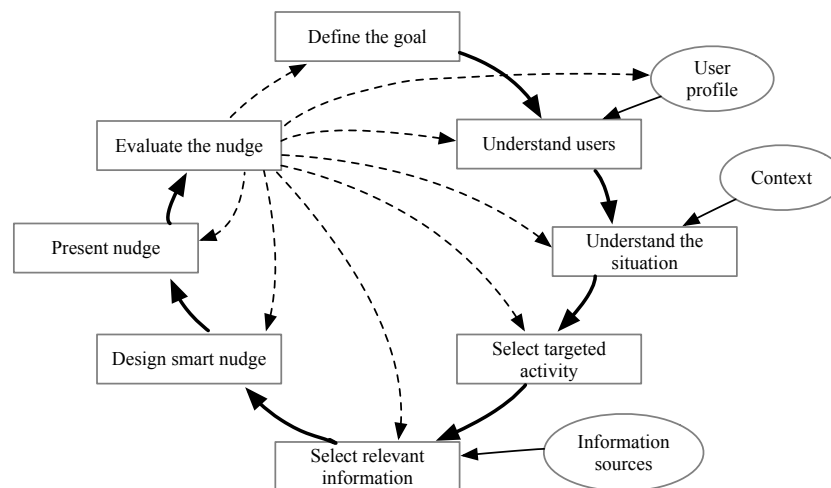 Define the goal
User
profile
Evaluate the nudge
Understand users
Context
Present nudge
Understand the
situation
Design smart nudge
Select targeted
activity
Select relevant
information
Information
sources